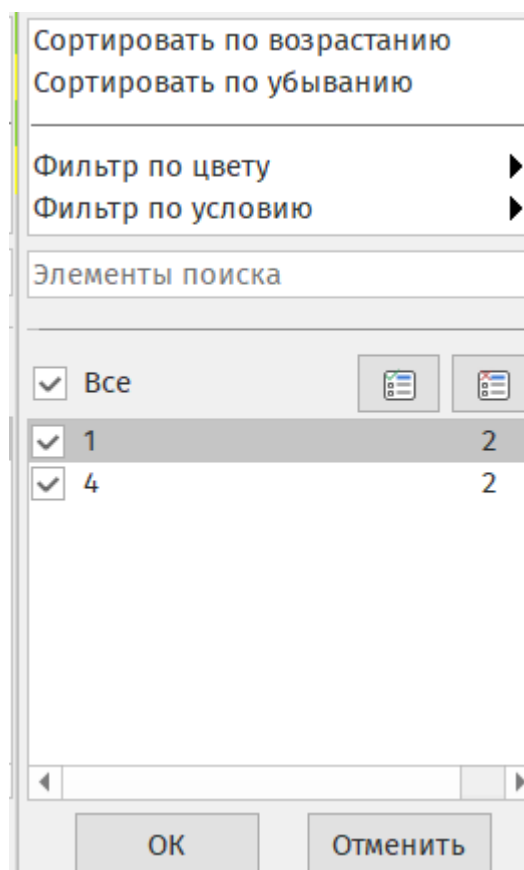 Сортировать по возрастанию
Сортировать по убыванию
Фильтр по цвету
Фильтр по условию
Элементы поиска
Все
1 2
4 2
ОК Отменить